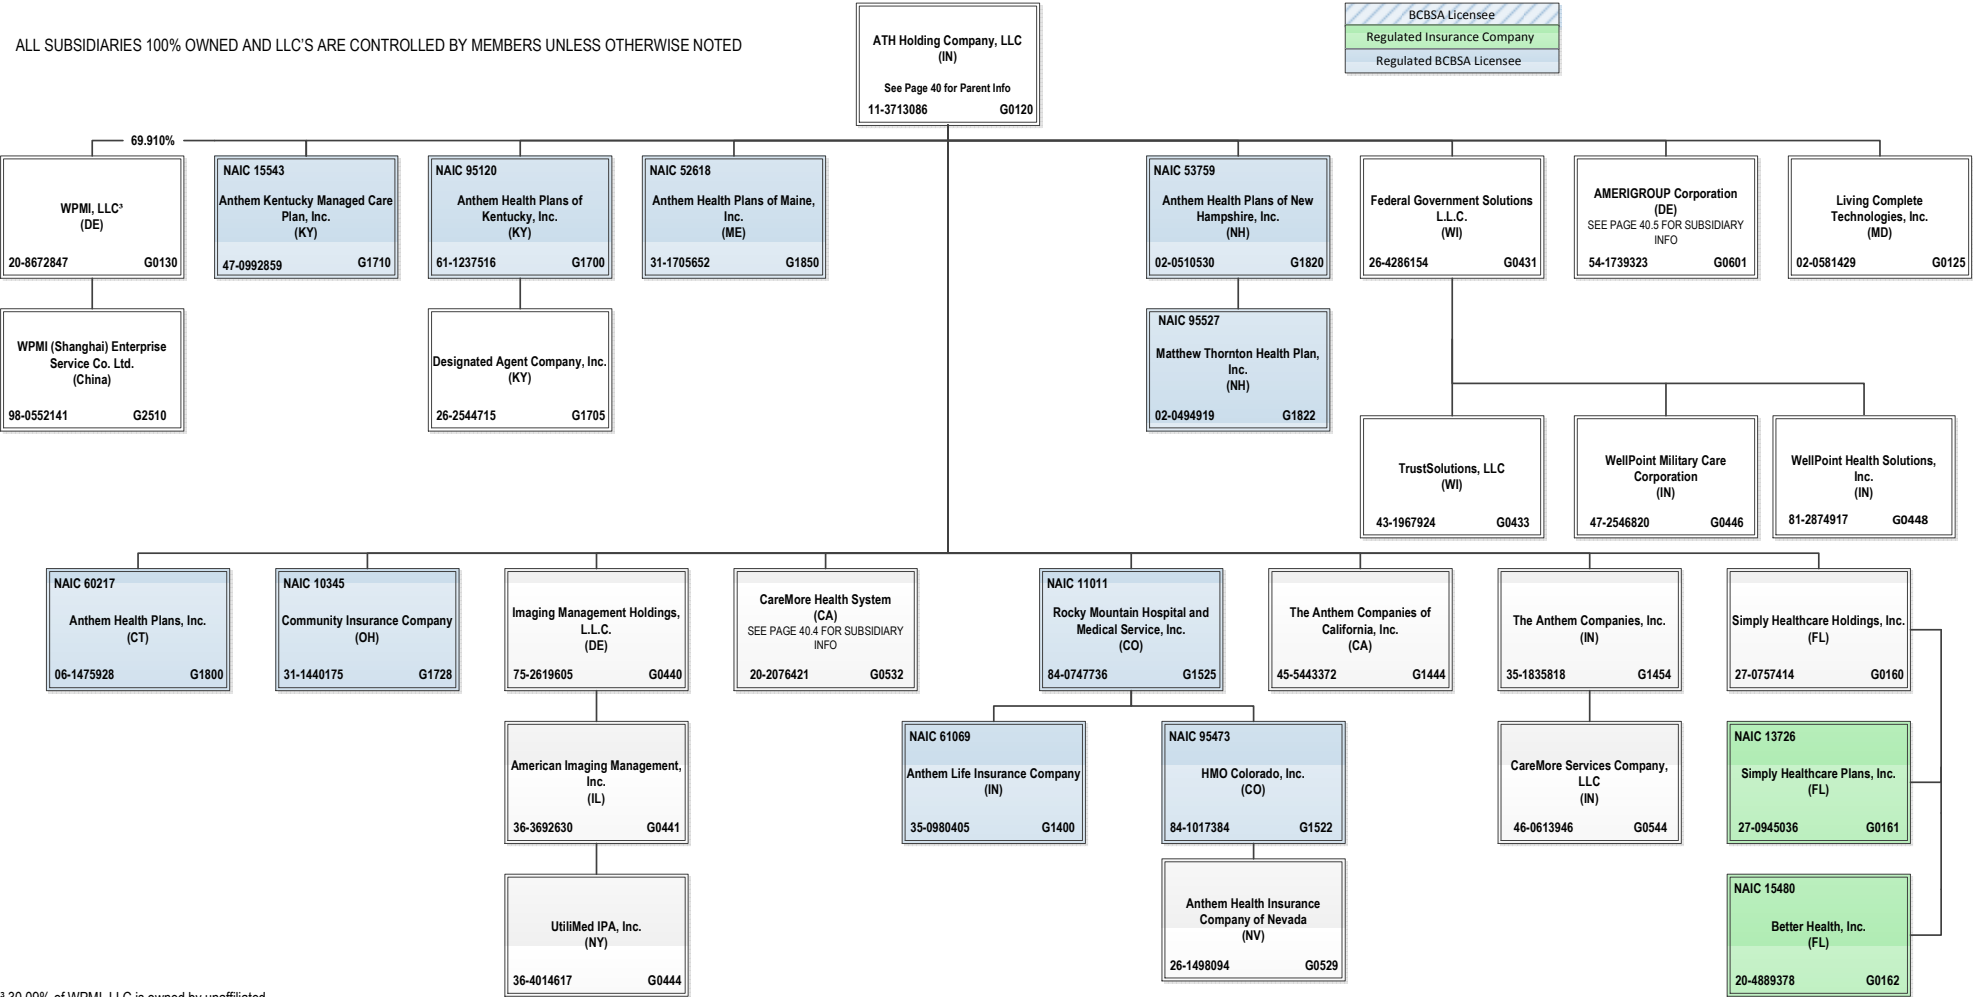 ALL SUBSIDIARIES 100% OWNED AND LLC'S ARE CONTROLLED BY MEMBERS UNLESS OTHERWISE NOTED
ATH Holding Company, LLC
(IN)
See Page 40 for Parent Info
11-3713086 G0120
BCBSA Licensee
Regulated Insurance Company
Regulated BCBSA Licensee
69.910%
WPMI, LLC³
(DE)
20-8672847 G0130
NAIC 15543
Anthem Kentucky Managed Care
Plan, Inc.
(KY)
47-0992859 G1710
NAIC 95120
Anthem Health Plans of
Kentucky, Inc.
(KY)
61-1237516 G1700
NAIC 52618
Anthem Health Plans of Maine,
Inc.
(ME)
31-1705652 G1850
NAIC 53759
Anthem Health Plans of New
Hampshire, Inc.
(NH)
02-0510530 G1820
Federal Government Solutions
L.L.C.
(WI)
26-4286154 G0431
AMERIGROUP Corporation
(DE)
SEE PAGE 40.5 FOR SUBSIDIARY
INFO
54-1739323 G0601
Living Complete
Technologies, Inc.
(MD)
02-0581429 G0125
WPMI (Shanghai) Enterprise
Service Co. Ltd.
(China)
98-0552141 G2510
Designated Agent Company, Inc.
(KY)
26-2544715 G1705
NAIC 95527
Matthew Thornton Health Plan,
Inc.
(NH)
02-0494919 G1822
TrustSolutions, LLC
(WI)
43-1967924 G0433
WellPoint Military Care
Corporation
(IN)
47-2546820 G0446
WellPoint Health Solutions,
Inc.
(IN)
81-2874917 G0448
NAIC 60217
Anthem Health Plans, Inc.
(CT)
06-1475928 G1800
NAIC 10345
Community Insurance Company
(OH)
31-1440175 G1728
Imaging Management Holdings,
L.L.C.
(DE)
75-2619605 G0440
CareMore Health System
(CA)
SEE PAGE 40.4 FOR SUBSIDIARY
INFO
20-2076421 G0532
NAIC 11011
Rocky Mountain Hospital and
Medical Service, Inc.
(CO)
84-0747736 G1525
The Anthem Companies of
California, Inc.
(CA)
45-5443372 G1444
The Anthem Companies, Inc.
(IN)
35-1835818 G1454
Simply Healthcare Holdings, Inc.
(FL)
27-0757414 G0160
American Imaging Management,
Inc.
(IL)
36-3692630 G0441
NAIC 61069
Anthem Life Insurance Company
(IN)
35-0980405 G1400
NAIC 95473
HMO Colorado, Inc.
(CO)
84-1017384 G1522
CareMore Services Company,
LLC
(IN)
46-0613946 G0544
NAIC 13726
Simply Healthcare Plans, Inc.
(FL)
27-0945036 G0161
UtiliMed IPA, Inc.
(NY)
36-4014617 G0444
Anthem Health Insurance
Company of Nevada
(NV)
26-1498094 G0529
NAIC 15480
Better Health, Inc.
(FL)
20-4889378 G0162
³ 30.09% of WPMI, LLC is owned by unaffiliated